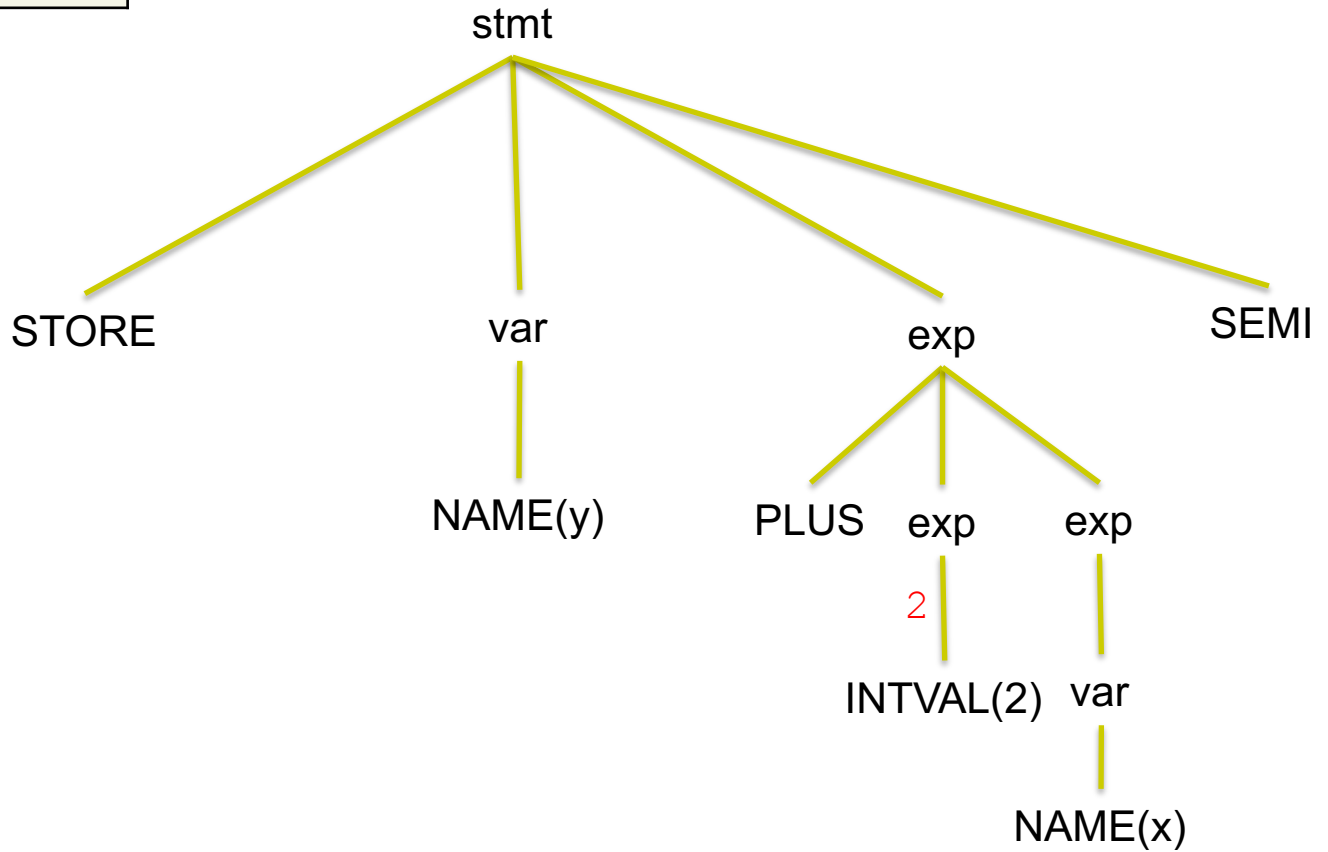 stmt
STORE var exp SEMI
NAME(y) PLUS exp exp
2
INTVAL(2) var
NAME(x)